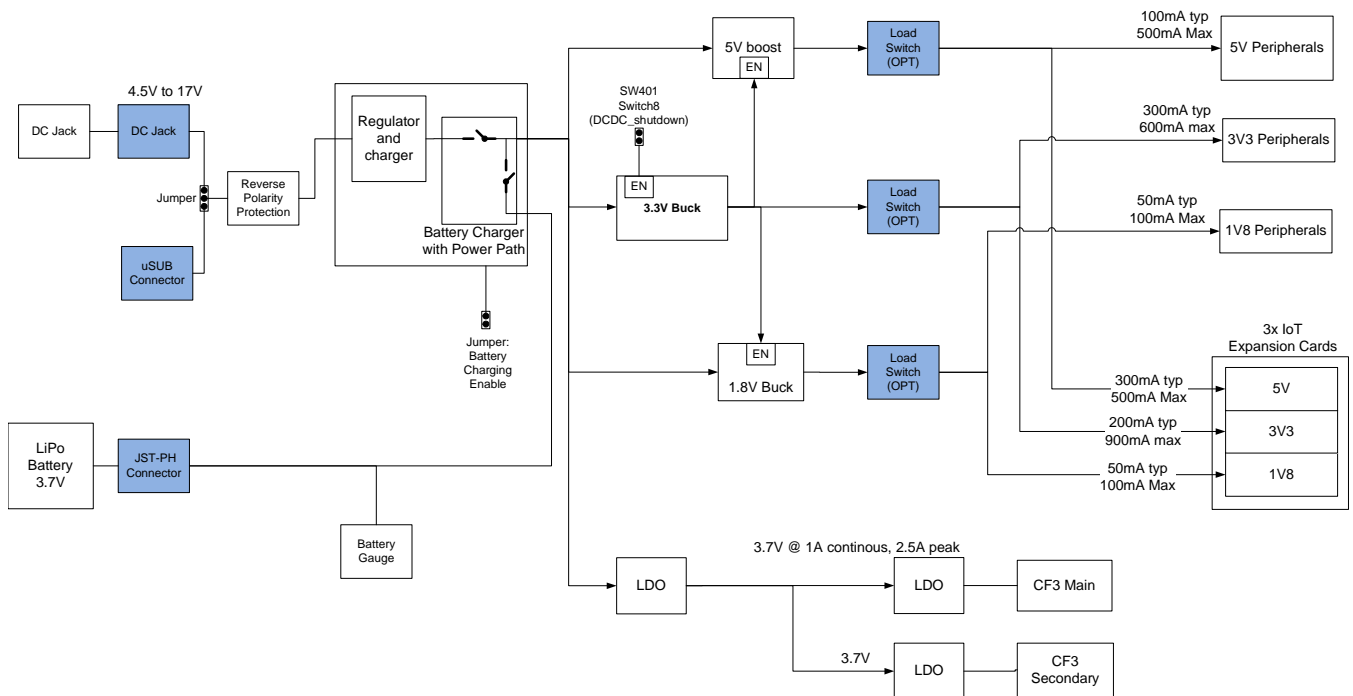 100mA typ
500mA Max
5V Peripherals
5V boost
EN
Load
Switch
(OPT)
SW401
Switch8
(DCDC_shutdown)
4.5V to 17V
DC Jack
DC Jack
Regulator
and
charger
300mA typ
600mA max
3V3 Peripherals
Jumper
Reverse
Polarity
Protection
EN
3.3V Buck
Load
Switch
(OPT)
50mA typ
100mA Max
1V8 Peripherals
Battery Charger
with Power Path
uSUB
Connector
Jumper:
Battery
Charging
Enable
EN
1.8V Buck
Load
Switch
(OPT)
3x IoT
Expansion Cards
300mA typ
500mA Max
5V
200mA typ
900mA max
3V3
50mA typ
100mA Max
1V8
LiPo
Battery
3.7V
JST-PH
Connector
Battery
Gauge
3.7V @ 1A continous, 2.5A peak
LDO
LDO
CF3 Main
3.7V
LDO
CF3
Secondary